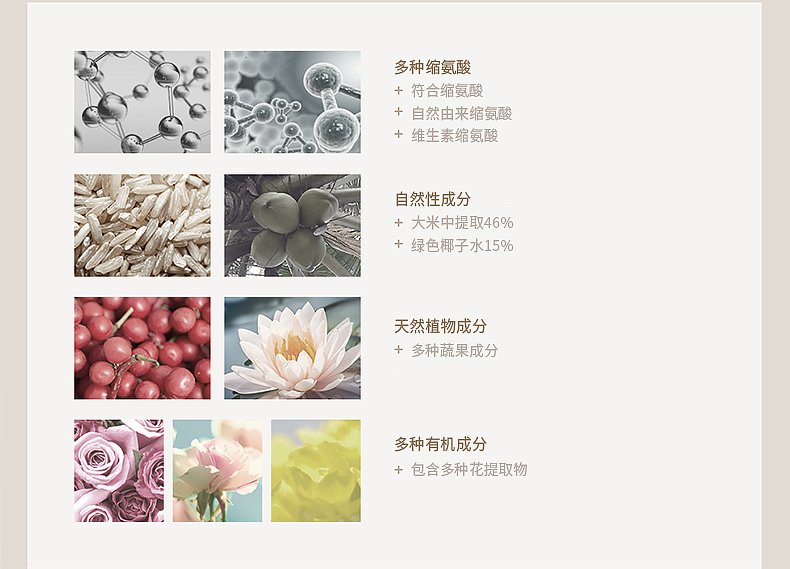 多种缩氨酸
+ 符合缩氨酸
+ 自然由来缩氨酸
+ 维生素缩氨酸
自然性成分
+ 大米中提取46%
+ 绿色椰子水15%
天然植物成分
+ 多种蔬果成分
多种有机成分
+ 包含多种花提取物